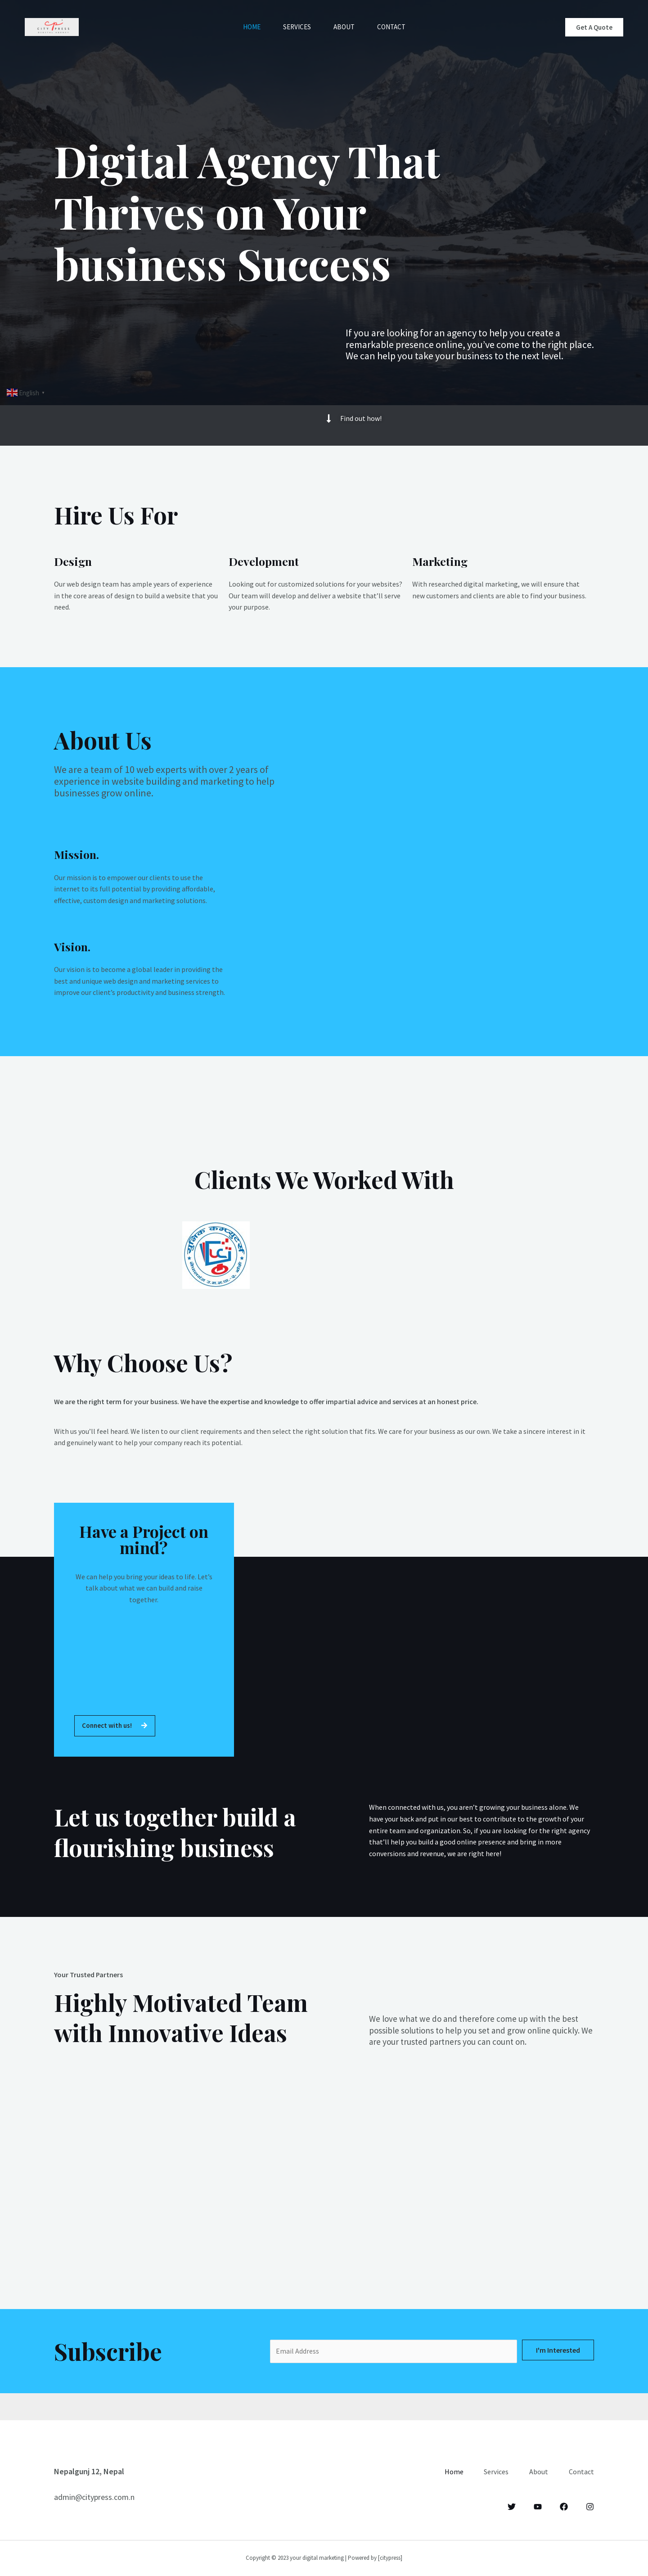 CITY PRESS
HOME
SERVICES
ABOUT
CONTACT
Get A Quote
Digital Agency That
Thrives on Your
business Success
If you are looking for an agency to help you create a
remarkable presence online, you've come to the right place.
We can help you take your business to the next level.
English ▼
Find out how!
Hire Us For
Design
Our web design team has ample years of experience
in the core areas of design to build a website that you
need.
Development
Looking out for customized solutions for your websites?
Our team will develop and deliver a website that'll serve
your purpose.
Marketing
With researched digital marketing, we will ensure that
new customers and clients are able to find your business.
About Us
We are a team of 10 web experts with over 2 years of
experience in website building and marketing to help
businesses grow online.
Mission.
Our mission is to empower our clients to use the
internet to its full potential by providing affordable,
effective, custom design and marketing solutions.
Vision.
Our vision is to become a global leader in providing the
best and unique web design and marketing services to
improve our client's productivity and business strength.
Clients We Worked With
Why Choose Us?
We are the right term for your business. We have the expertise and knowledge to offer impartial advice and services at an honest price.
With us you'll feel heard. We listen to our client requirements and then select the right solution that fits. We care for your business as our own. We take a sincere interest in it
and genuinely want to help your company reach its potential.
Have a Project on
mind?
We can help you bring your ideas to life. Let's
talk about what we can build and raise
together.
Connect with us!
Let us together build a
flourishing business
When connected with us, you aren't growing your business alone. We
have your back and put in our best to contribute to the growth of your
entire team and organization. So, if you are looking for the right agency
that'll help you build a good online presence and bring in more
conversions and revenue, we are right here!
Your Trusted Partners
Highly Motivated Team
with Innovative Ideas
We love what we do and therefore come up with the best
possible solutions to help you set and grow online quickly. We
are your trusted partners you can count on.
Subscribe
Email Address
I'm Interested
Nepalgunj 12, Nepal
admin@citypress.com.n
Home
Services
About
Contact
Copyright © 2023 your digital marketing | Powered by [citypress]